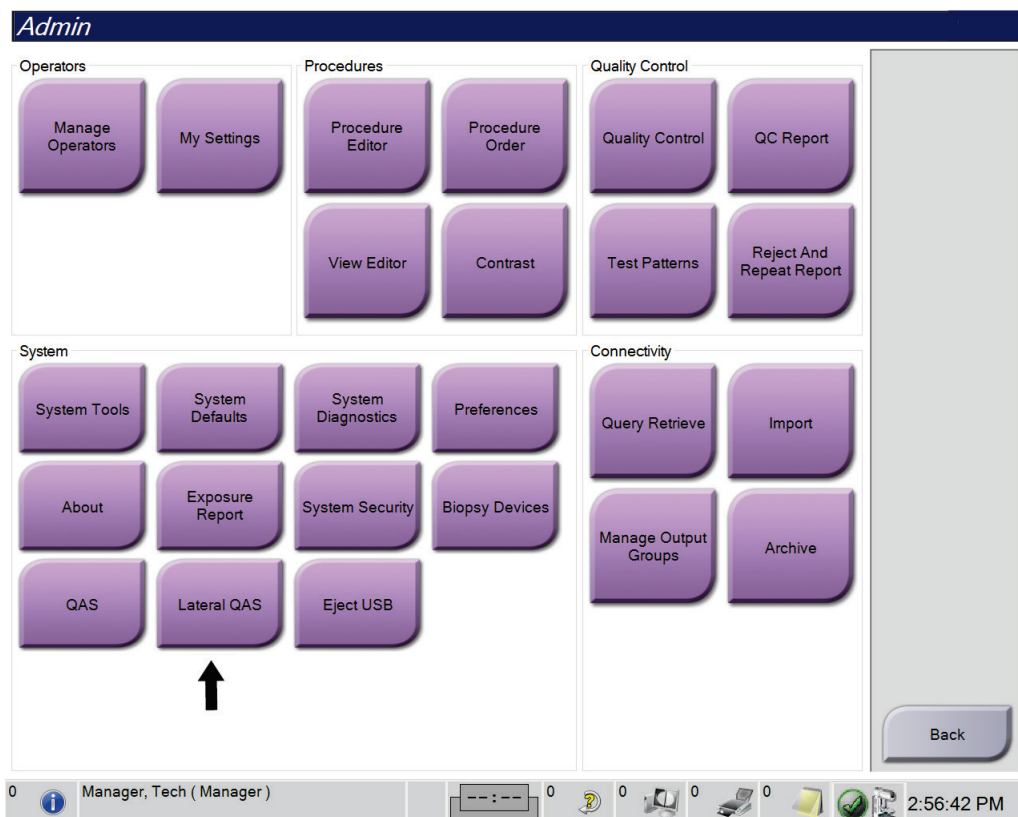 Admin
Operators
Manage
Operators
My Settings
Procedures
Procedure
Editor
Procedure
Order
View Editor
Contrast
Quality Control
Quality Control
QC Report
Test Patterns
Reject And
Repeat Report
System
System Tools
System
Defaults
System
Diagnostics
Preferences
About
Exposure
Report
System Security
Biopsy Devices
QAS
Lateral QAS
Eject USB
Connectivity
Query Retrieve
Import
Manage Output
Groups
Archive
Back
0
Manager, Tech ( Manager )
--:--
0
0
0
0
2:56:42 PM